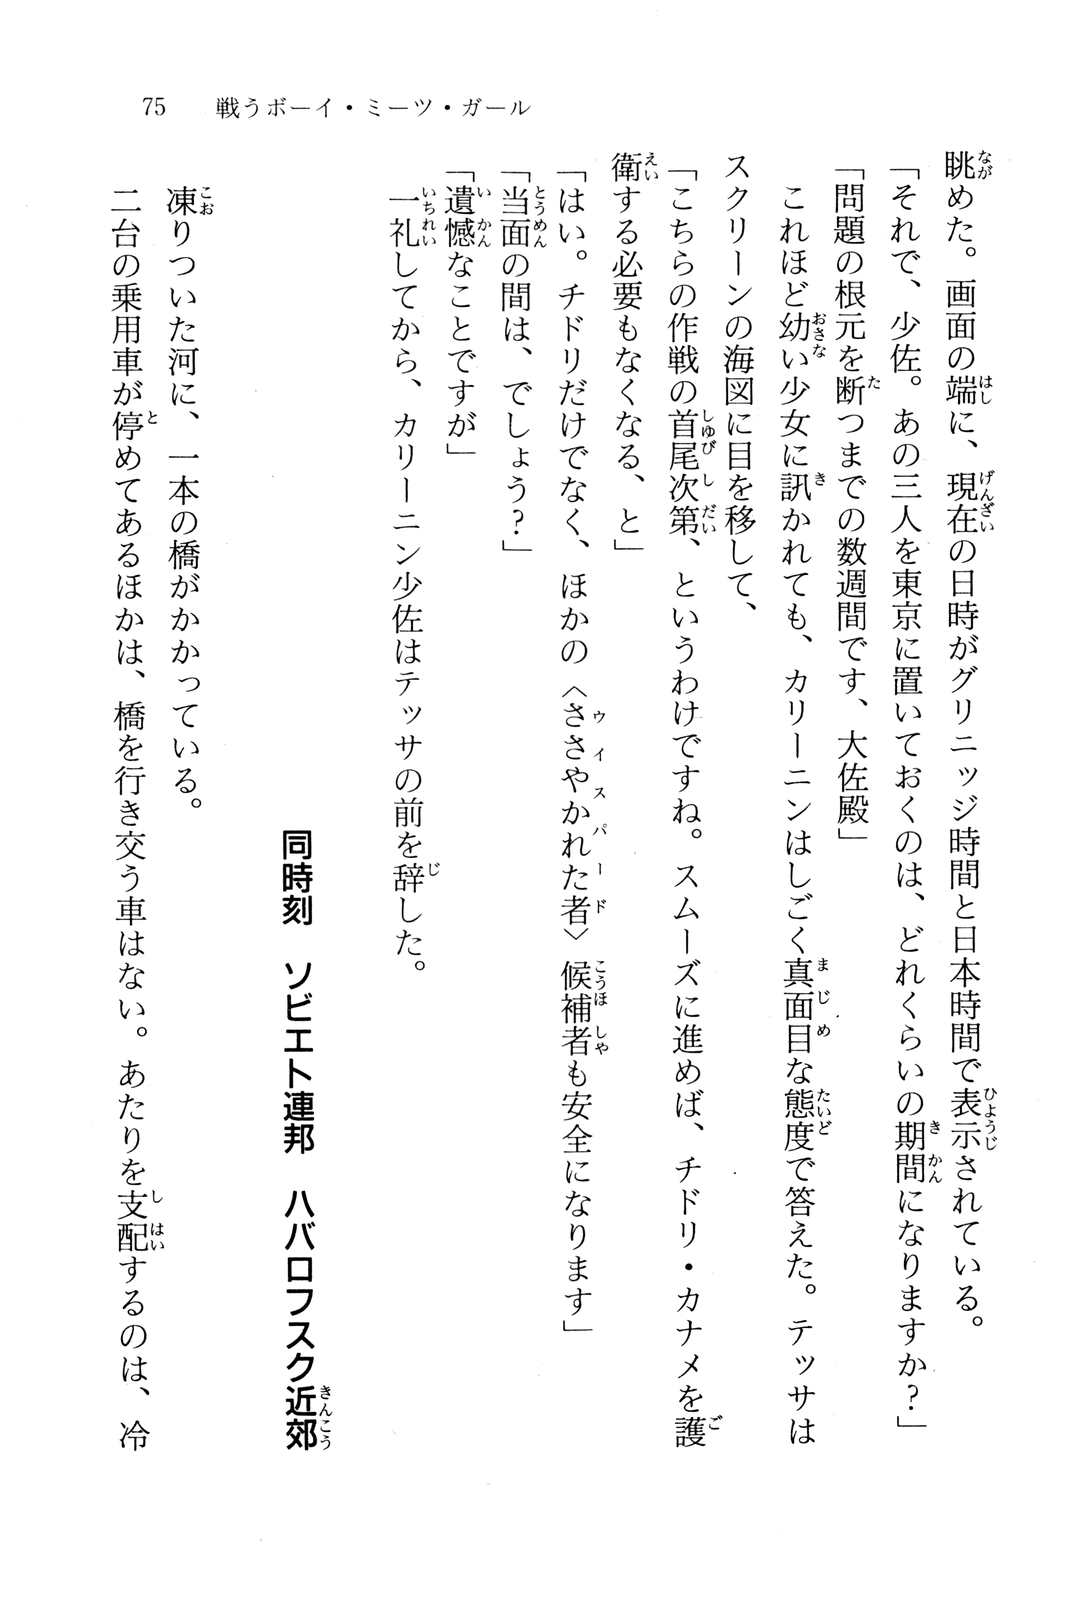 75　戦うボーイ・ミーツ・ガール
眺めた。画面の端に、現在の日時がグリニッジ時間と日本時間で表示されている。
「それで、少佐。あの三人を東京に置いておくのは、どれくらいの期間になりますか？」
「問題の根元を断つまでの数週間です、大佐殿」
　これほど幼い少女に訊かれても、カリーニンはしごく真面目な態度で答えた。テッサは
スクリーンの海図に目を移して、
「こちらの作戦の首尾次第、というわけですね。スムーズに進めば、チドリ・カナメを護
衛する必要もなくなる、と」
「はい。チドリだけでなく、ほかの〈ささやかれた者〉候補者も安全になります」
「当面の間は、でしょう？」
「遺憾なことですが」
　一礼してから、カリーニン少佐はテッサの前を辞した。
同時刻　ソビエト連邦　ハバロフスク近郊
　凍りついた河に、一本の橋がかかっている。
　二台の乗用車が停めてあるほかは、橋を行き交う車はない。あたりを支配するのは、冷